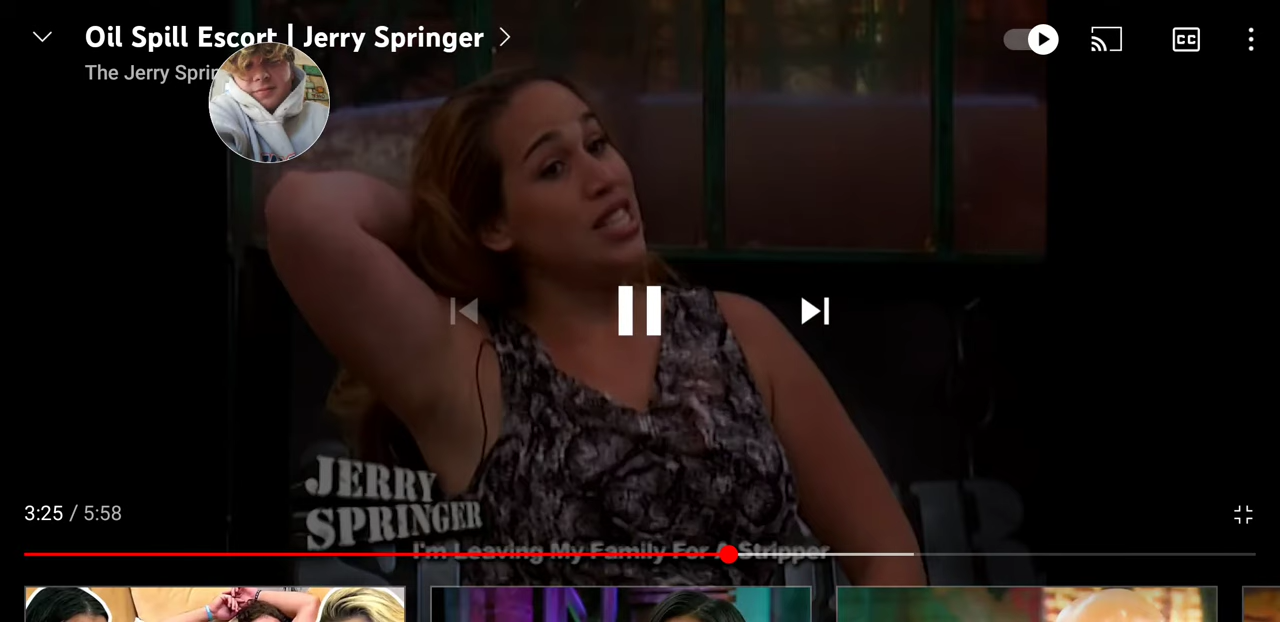 Oil Spill Escort | Jerry Springer
The Jerry Sprin
CC
JERRY
SPRINGER
3:25 / 5:58
I'm Leaving My Family For A Stripper